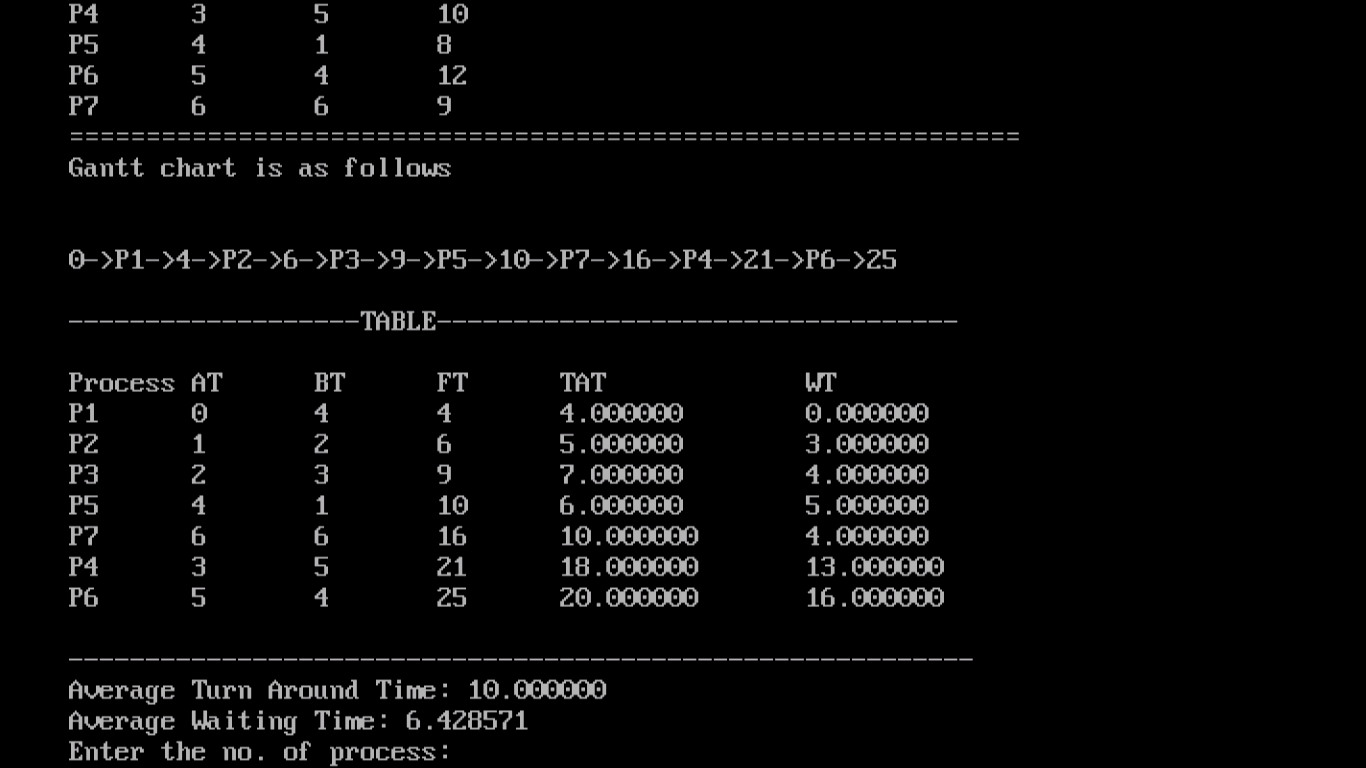 P4 3 5 10
P5 4 1 8
P6 5 4 12
P7 6 6 9
==============================================================
Gantt chart is as follows
0->P1->4->P2->6->P3->9->P5->10->P7->16->P4->21->P6->25
-------------------TABLE----------------------------------
Process AT BT FT TAT WT
P1 0 4 4 4.000000 0.000000
P2 1 2 6 5.000000 3.000000
P3 2 3 9 7.000000 4.000000
P5 4 1 10 6.000000 5.000000
P7 6 6 16 10.000000 4.000000
P4 3 5 21 18.000000 13.000000
P6 5 4 25 20.000000 16.000000
-----------------------------------------------------------
Average Turn Around Time: 10.000000
Average Waiting Time: 6.428571
Enter the no. of process: